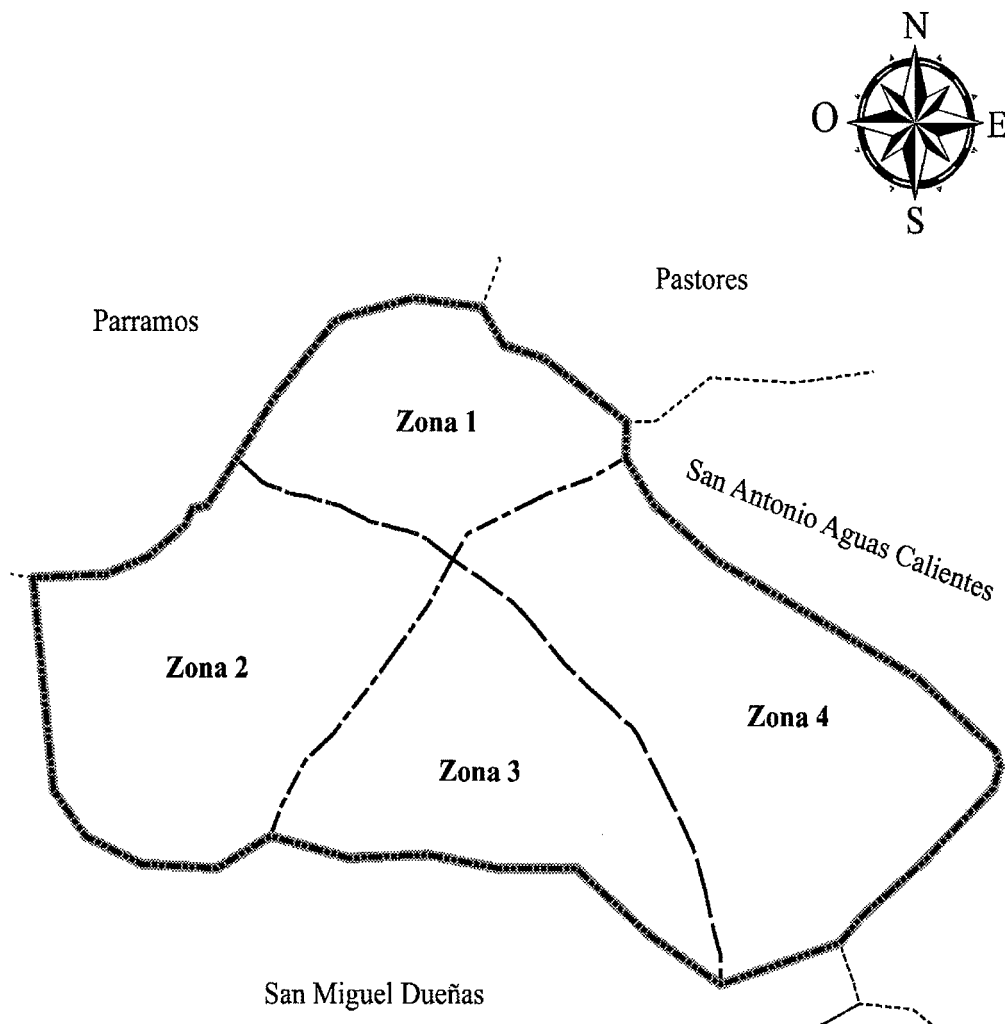 N
O
E
S
Pastores
Parramos
Zona 1
San Antonio Aguas Calientes
Zona 2
Zona 4
Zona 3
San Miguel Dueñas